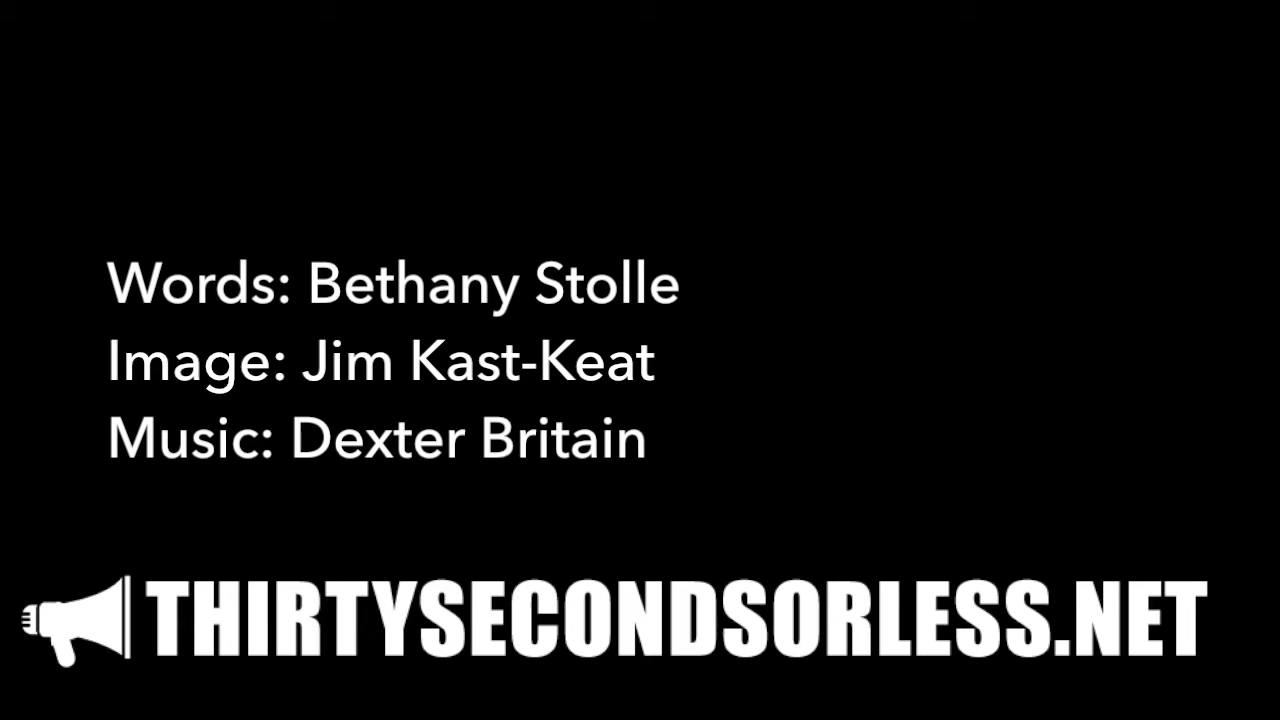 Words: Bethany Stolle
Image: Jim Kast-Keat
Music: Dexter Britain
THIRTYSECONDSORLESS.NET